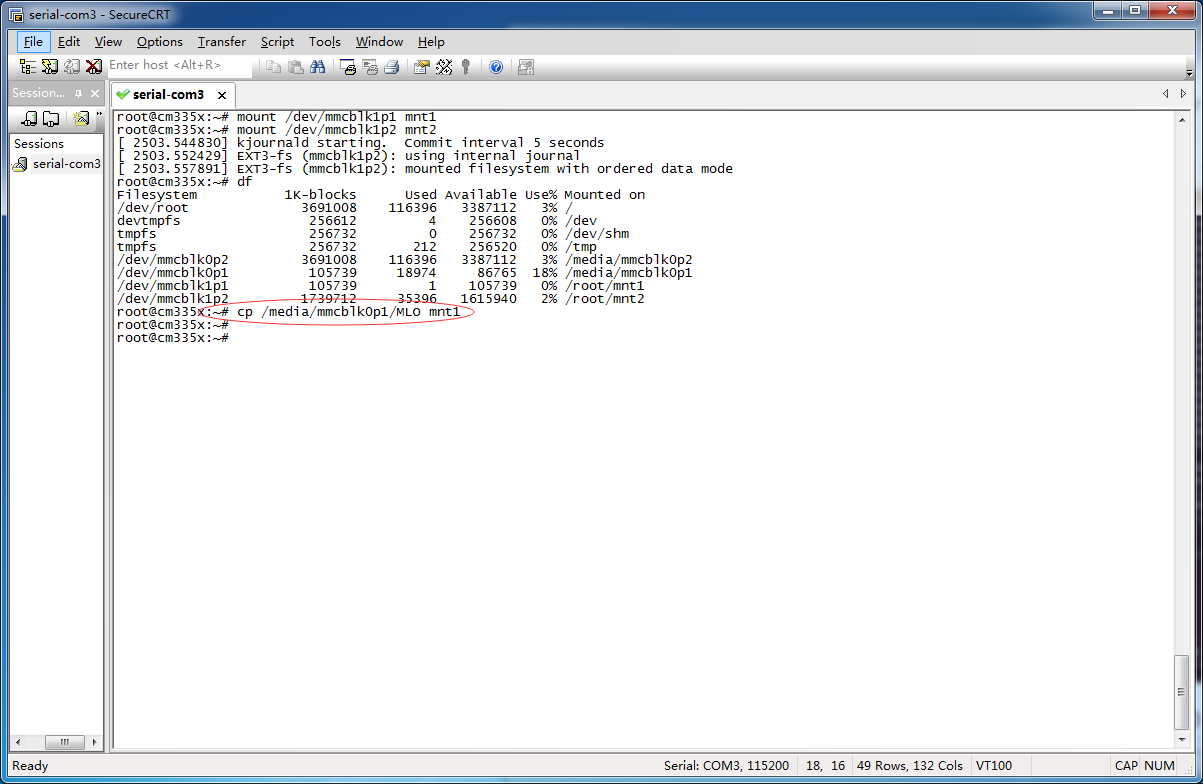 serial-com3 - SecureCRT
File Edit View Options Transfer Script Tools Window Help
Enter host <Alt+R>
Session...
serial-com3
Sessions
serial-com3
root@cm335x:~# mount /dev/mmcblk1p1 mnt1
root@cm335x:~# mount /dev/mmcblk1p2 mnt2
[ 2503.544830] kjournald starting.  Commit interval 5 seconds
[ 2503.552429] EXT3-fs (mmcblk1p2): using internal journal
[ 2503.557891] EXT3-fs (mmcblk1p2): mounted filesystem with ordered data mode
root@cm335x:~# df
Filesystem           1K-blocks      Used Available Use% Mounted on
/dev/root              3691008    116396   3387112   3% /
devtmpfs                256612         4    256608   0% /dev
tmpfs                   256732         0    256732   0% /dev/shm
tmpfs                   256732       212    256520   0% /tmp
/dev/mmcblk0p2         3691008    116396   3387112   3% /media/mmcblk0p2
/dev/mmcblk0p1          105739     18974     86765  18% /media/mmcblk0p1
/dev/mmcblk1p1          105739         1    105739   0% /root/mnt1
/dev/mmcblk1p2         1739712     35396   1615940   2% /root/mnt2
root@cm335x:~# cp /media/mmcblk0p1/MLO mnt1
root@cm335x:~#
root@cm335x:~#
Ready
Serial: COM3, 115200 18, 16 49 Rows, 132 Cols VT100 CAP NUM